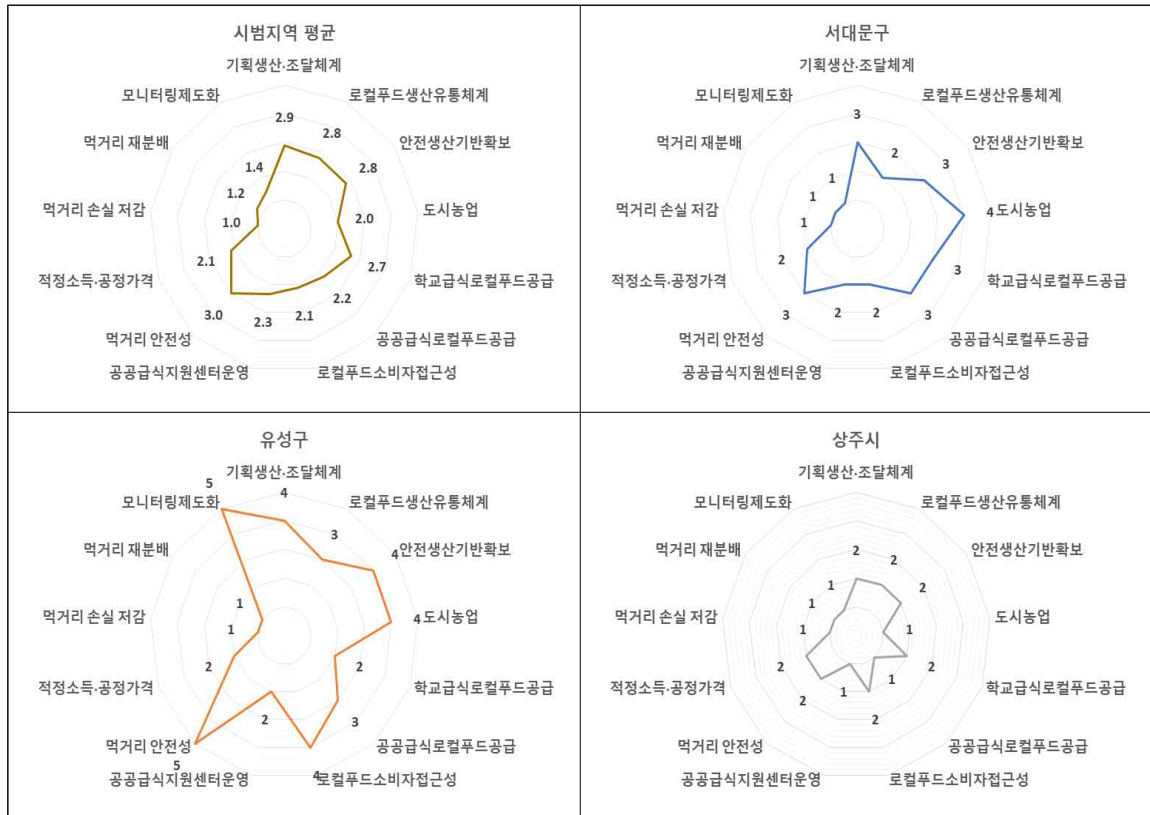 시범지역 평균
기획생산·조달체계
모니터링제도화
로컬푸드생산유통체계
2.9
2.8
먹거리 재분배
안전생산기반확보
1.4
2.8
1.2
먹거리 손실 저감
1.0
2.0
도시농업
2.1
2.7
적정소득·공정가격
학교급식로컬푸드공급
2.2
3.0
2.3
2.1
먹거리 안전성
공공급식로컬푸드공급
공공급식지원센터운영
로컬푸드소비자접근성
서대문구
기획생산·조달체계
모니터링제도화
로컬푸드생산유통체계
3
2
먹거리 재분배
안전생산기반확보
1
3
1
먹거리 손실 저감
1
4
도시농업
2
3
적정소득·공정가격
학교급식로컬푸드공급
3
2
2
3
먹거리 안전성
공공급식로컬푸드공급
공공급식지원센터운영
로컬푸드소비자접근성
유성구
기획생산·조달체계
5
4
모니터링제도화
로컬푸드생산유통체계
3
먹거리 재분배
4
안전생산기반확보
1
먹거리 손실 저감
1
4
도시농업
2
2
적정소득·공정가격
학교급식로컬푸드공급
2
3
먹거리 안전성
공공급식로컬푸드공급
5
공공급식지원센터운영
4
로컬푸드소비자접근성
상주시
기획생산·조달체계
모니터링제도화
로컬푸드생산유통체계
2
2
먹거리 재분배
안전생산기반확보
1
2
1
먹거리 손실 저감
1
1
도시농업
2
2
적정소득·공정가격
학교급식로컬푸드공급
2
1
1
2
먹거리 안전성
공공급식로컬푸드공급
공공급식지원센터운영
로컬푸드소비자접근성